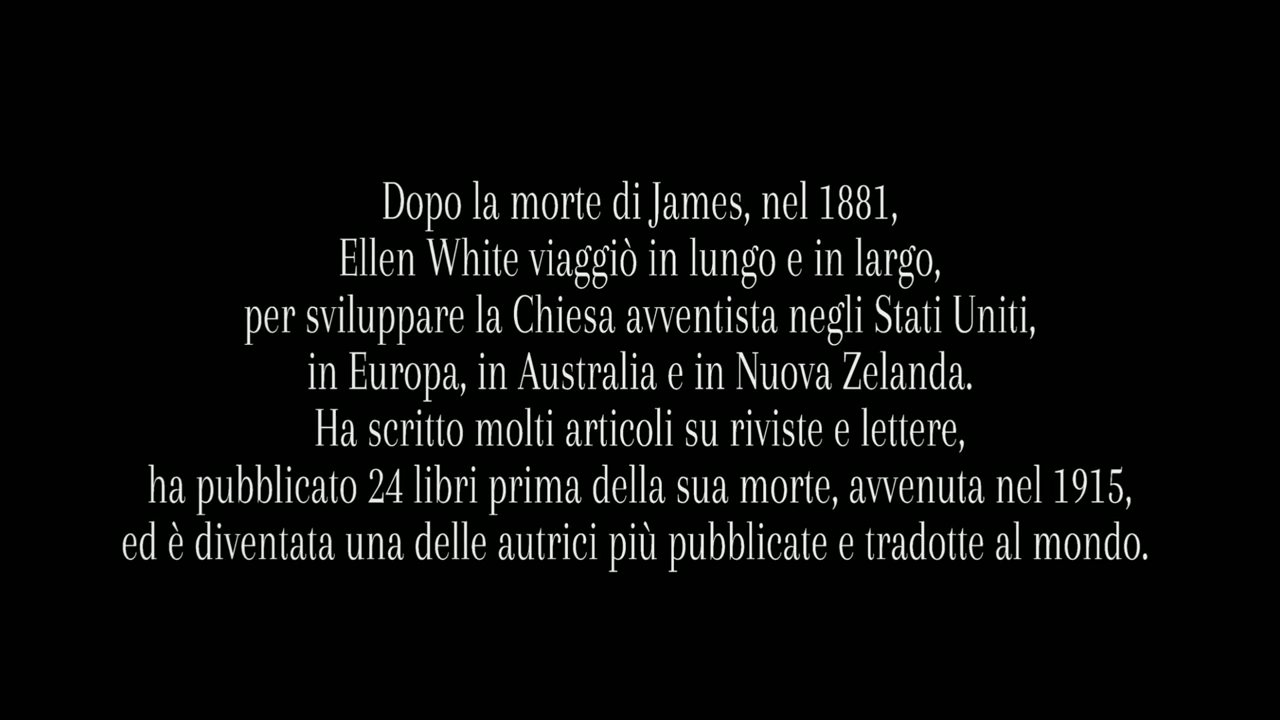 Dopo la morte di James, nel 1881,
Ellen White viaggiò in lungo e in largo,
per sviluppare la Chiesa avventista negli Stati Uniti,
in Europa, in Australia e in Nuova Zelanda.
Ha scritto molti articoli su riviste e lettere,
ha pubblicato 24 libri prima della sua morte, avvenuta nel 1915,
ed è diventata una delle autrici più pubblicate e tradotte al mondo.